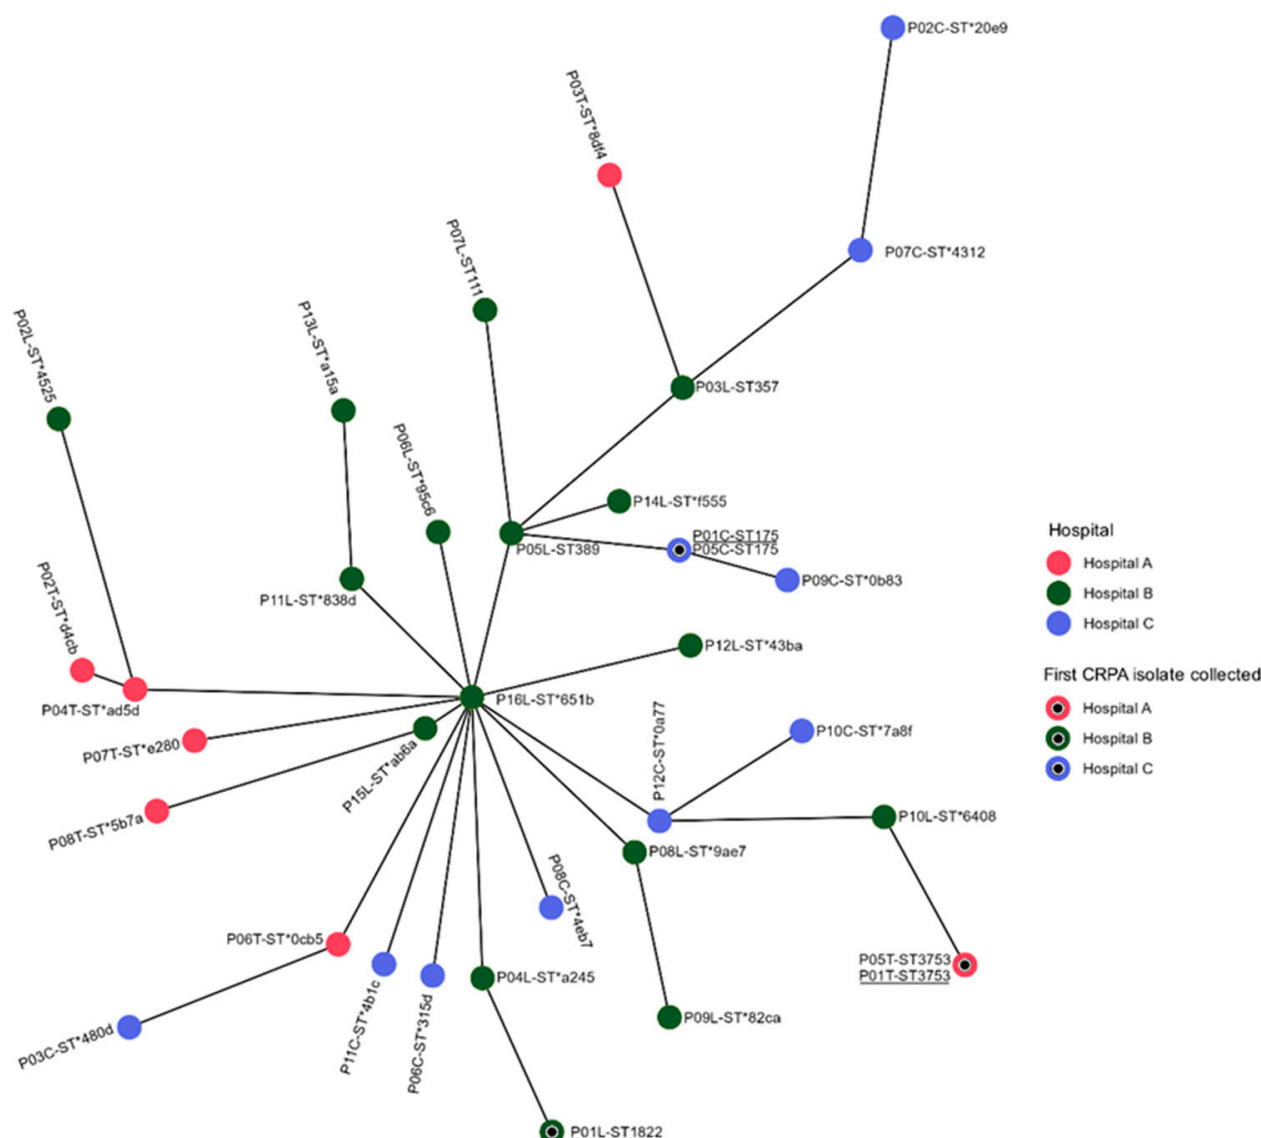 P02C-ST*20e9
P03T-ST*8df4
P07C-ST*4312
P07L-ST111
P13L-ST*a15a
P02L-ST*4525
P03L-ST357
P06L-ST*95c6
P14L-ST*f555
P01C-ST175
P05C-ST175
P05L-ST389
P09C-ST*0b83
P11L-ST*838d
P02T-ST*d4cb
P12L-ST*43ba
P16L-ST*651b
P04T-ST*ad5d
P07T-ST*e280
P15L-ST*ab6a
P12C-ST*0a77
P10C-ST*7a8f
P08T-ST*5b7a
P10L-ST*6408
P08L-ST*9ae7
P08C-ST*4eb7
P06T-ST*0cb5
P05T-ST3753
P01T-ST3753
P04L-ST*a245
P11C-ST*4b1c
P06C-ST*315d
P09L-ST*82ca
P03C-ST*480d
P01L-ST1822
Hospital
Hospital A
Hospital B
Hospital C
First CRPA isolate collected
Hospital A
Hospital B
Hospital C